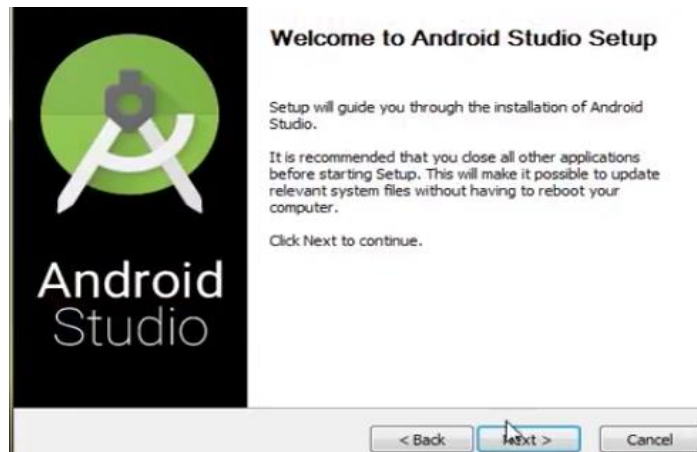 Welcome to Android Studio Setup
Setup will guide you through the installation of Android
Studio.
It is recommended that you close all other applications
before starting Setup. This will make it possible to update
relevant system files without having to reboot your
computer.
Click Next to continue.
Android
Studio
< Back Next > Cancel